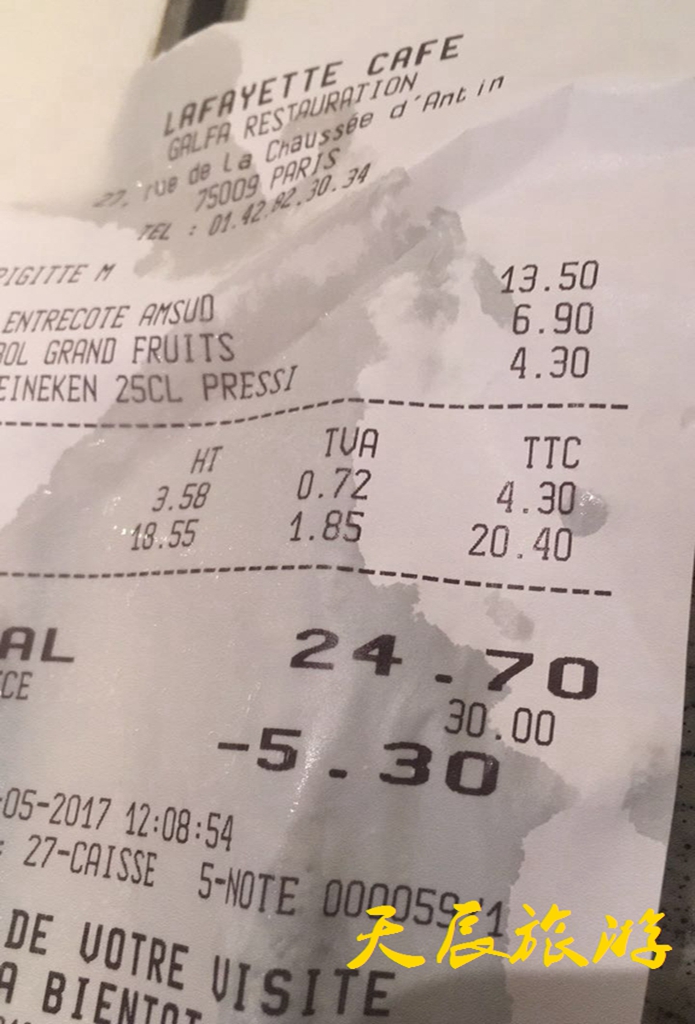 LAFAYETTE CAFE
GALFA RESTAURATION
27, rue de la Chaussée d'Antin
75009 PARIS
TEL : 01.42.82.30.34
RIGITTE M
ENTRECOTE AMSUD 13.50
BOL GRAND FRUITS 6.90
EINEKEN 25CL PRESSI 4.30
HT TVA TTC
3.58 0.72 4.30
18.55 1.85 20.40
AL 24.70
CE 30.00
-5.30
-05-2017 12:08:54
: 27-CAISSE 5-NOTE
DE VOTRE VISITE
A BIENTOT
天辰旅游